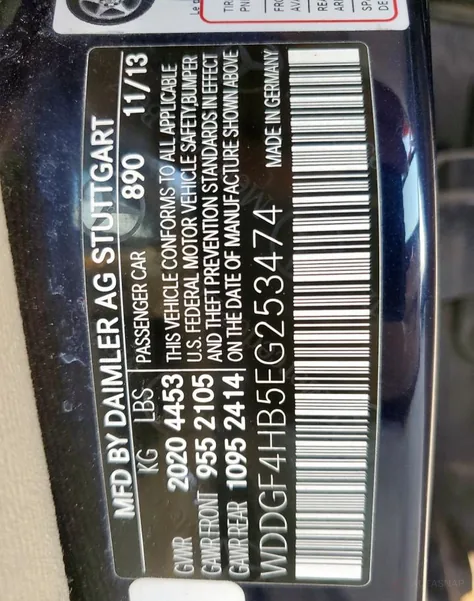 MFD BY DAIMLER AG STUTTGART
KG LBS PASSENGER CAR 890 11/13
GVWR 2020 4453 THIS VEHICLE CONFORMS TO ALL APPLICABLE
GAWR FRONT 955 2105 U.S. FEDERAL MOTOR VEHICLE SAFETY, BUMPER
GAWR REAR 1095 2414 AND THEFT PREVENTION STANDARDS IN EFFECT
ON THE DATE OF MANUFACTURE SHOWN ABOVE
WDDGF4HB5EG253474 MADE IN GERMANY